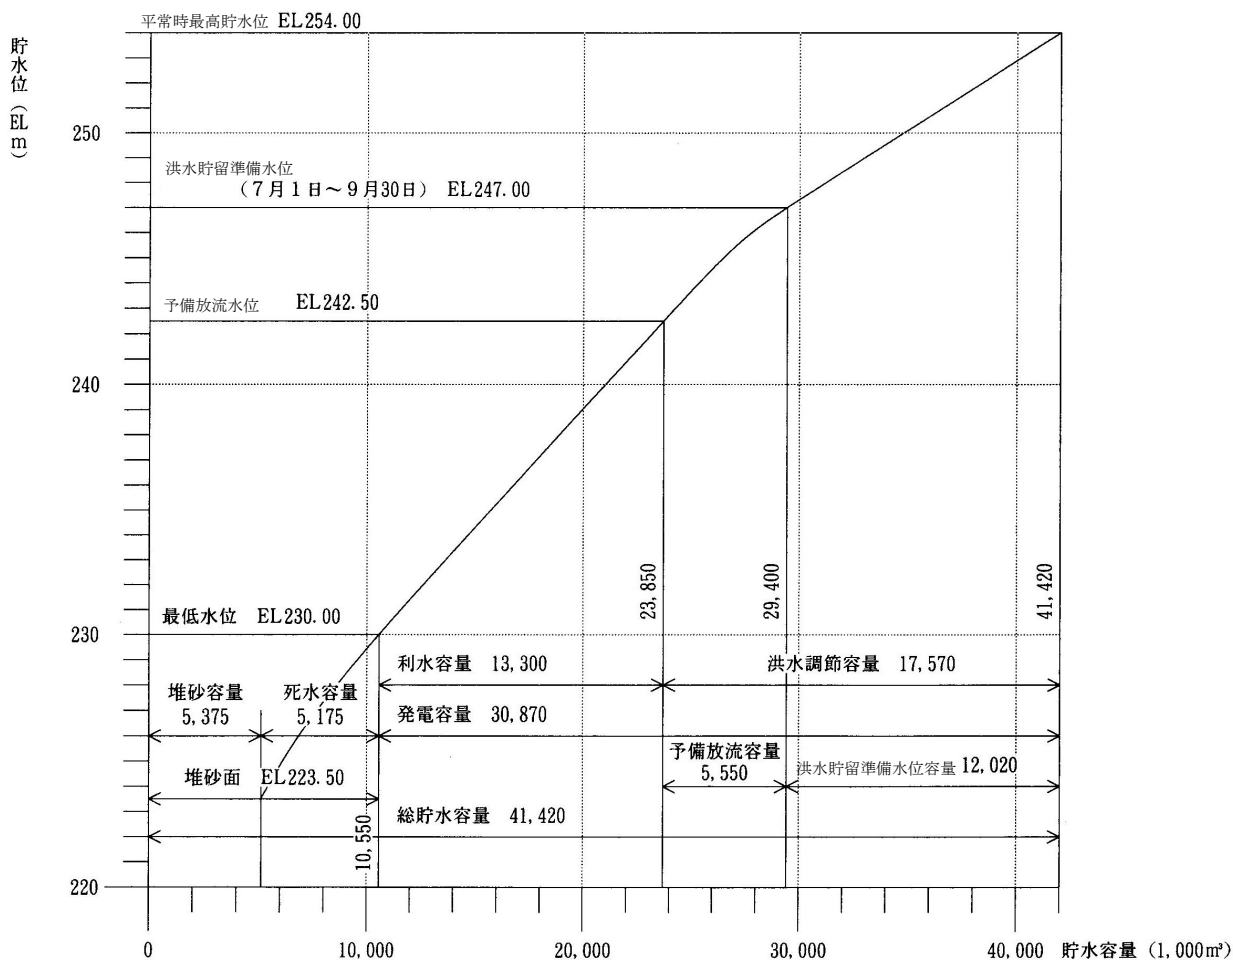 平常時最高貯水位 EL254.00
貯水位（ELm）
250
洪水貯留準備水位
（7月1日～9月30日） EL247.00
予備放流水位 EL242.50
240
23,850
29,400
41,420
最低水位 EL230.00
230
利水容量 13,300
洪水調節容量 17,570
堆砂容量
5,375
死水容量
5,175
発電容量 30,870
予備放流容量
5,550
洪水貯留準備水位容量 12,020
堆砂面 EL223.50
総貯水容量 41,420
10,550
220
0
10,000
20,000
30,000
40,000
貯水容量（1,000㎥）